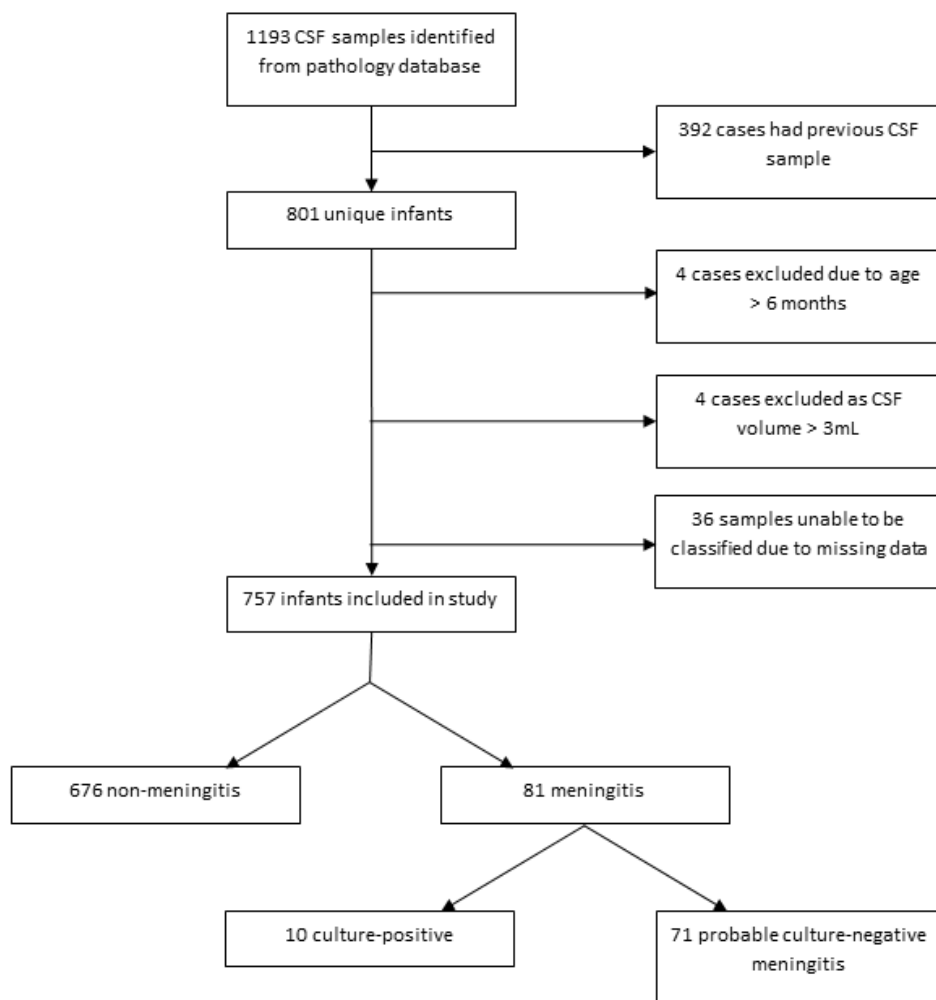 1193 CSF samples identified
from pathology database
392 cases had previous CSF
sample
801 unique infants
4 cases excluded due to age
> 6 months
4 cases excluded as CSF
volume > 3mL
36 samples unable to be
classified due to missing data
757 infants included in study
676 non-meningitis
81 meningitis
10 culture-positive
71 probable culture-negative
meningitis